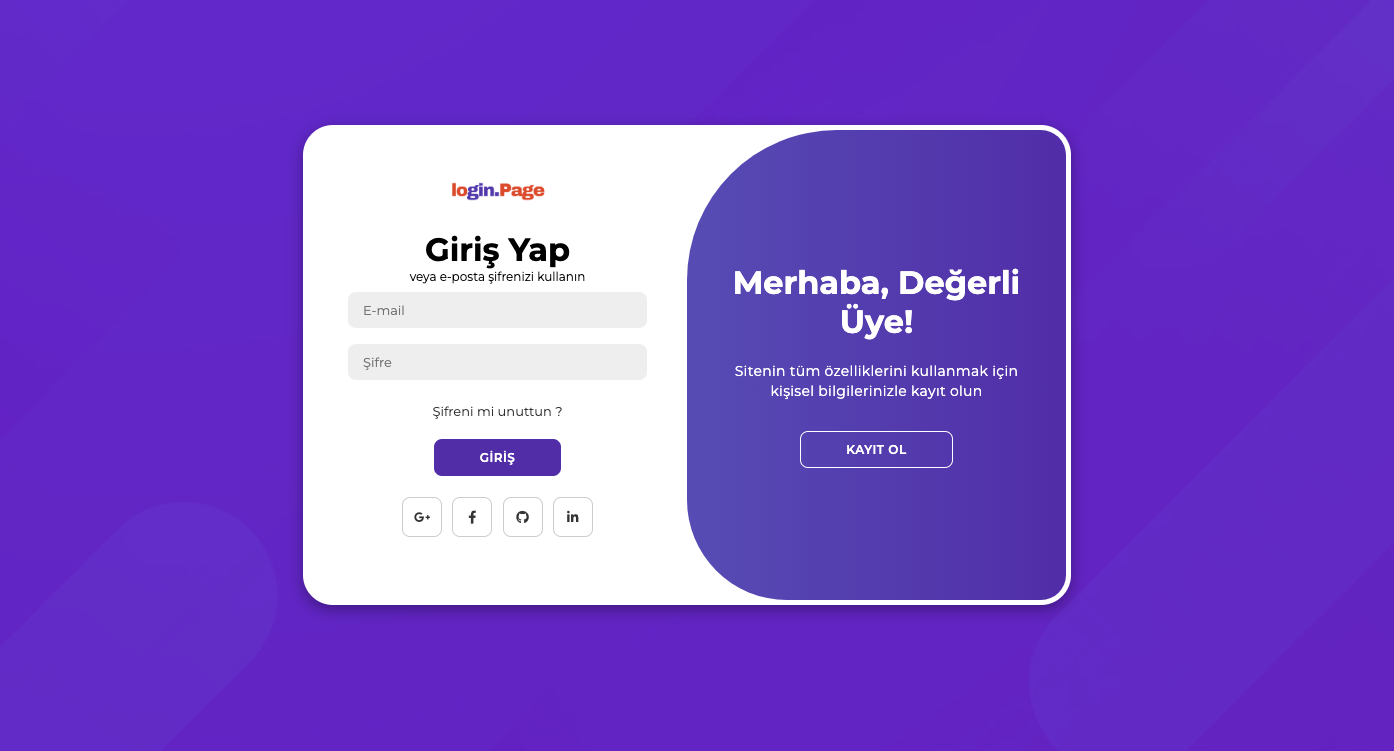 login.Page
Giriş Yap
veya e-posta şifrenizi kullanın
E-mail
Şifre
Şifreni mi unuttun ?
GİRİŞ
G+
f
in
Merhaba, Değerli
Üye!
Sitenin tüm özelliklerini kullanmak için
kişisel bilgilerinizle kayıt olun
KAYIT OL